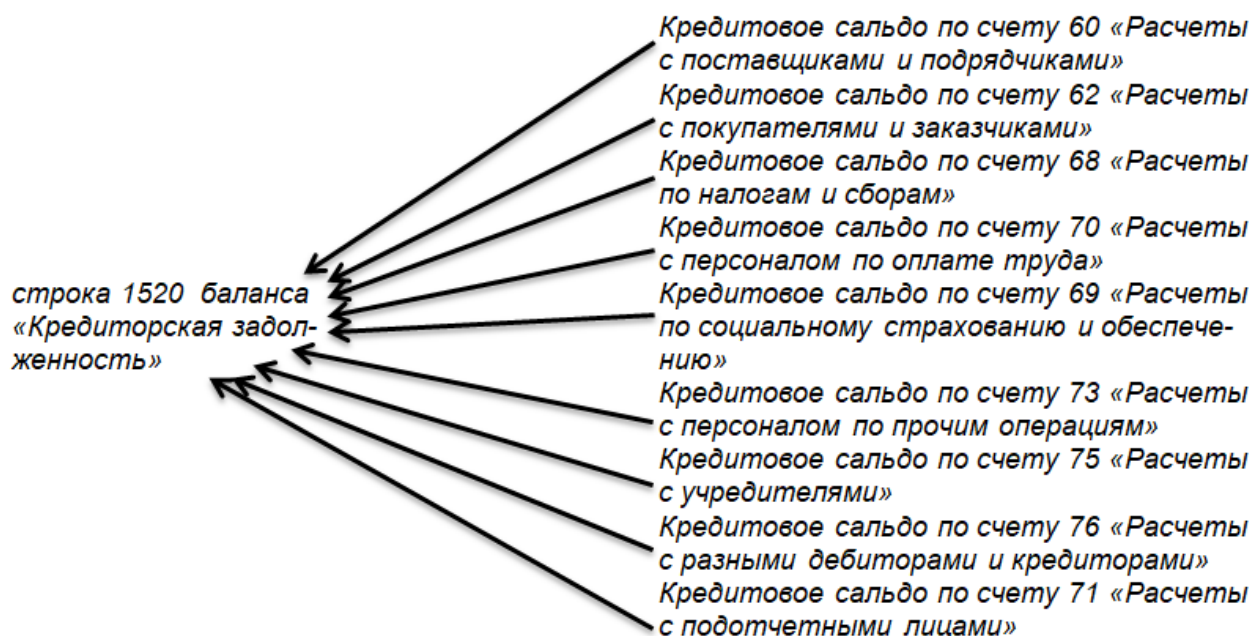 Кредитовое сальдо по счету 60 «Расчеты
с поставщиками и подрядчиками»
Кредитовое сальдо по счету 62 «Расчеты
с покупателями и заказчиками»
Кредитовое сальдо по счету 68 «Расчеты
по налогам и сборам»
Кредитовое сальдо по счету 70 «Расчеты
с персоналом по оплате труда»
Кредитовое сальдо по счету 69 «Расчеты
по социальному страхованию и обеспече-
нию»
Кредитовое сальдо по счету 73 «Расчеты
с персоналом по прочим операциям»
Кредитовое сальдо по счету 75 «Расчеты
с учредителями»
Кредитовое сальдо по счету 76 «Расчеты
с разными дебиторами и кредиторами»
Кредитовое сальдо по счету 71 «Расчеты
с подотчетными лицами»
строка 1520 баланса
«Кредиторская задол-
женность»